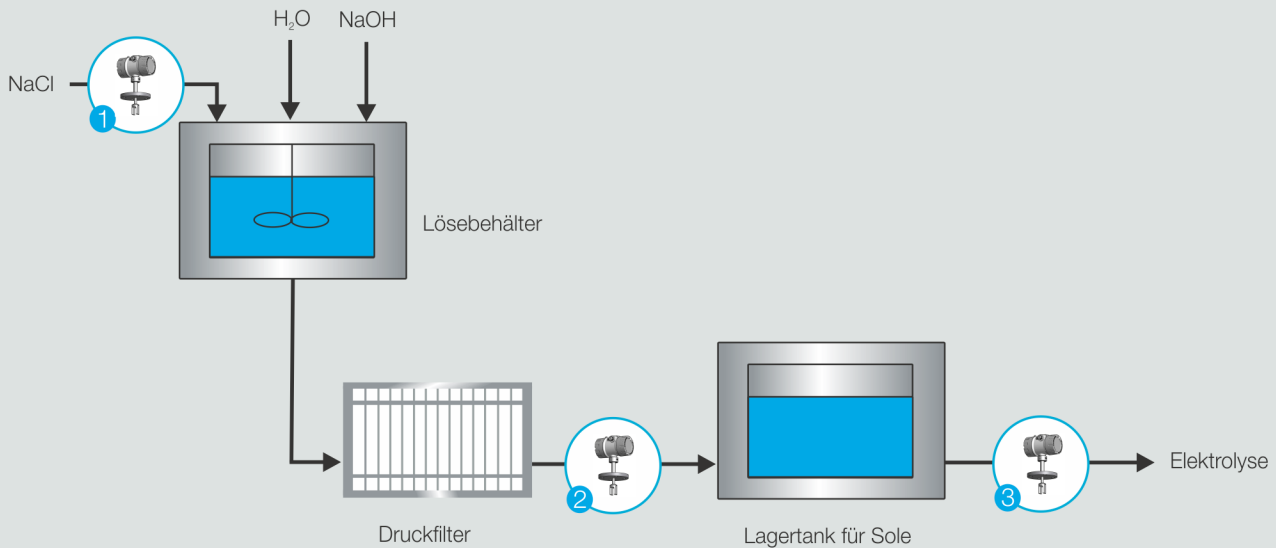 H₂O
NaOH
NaCl
1
Lösebehälter
2
3
Elektrolyse
Druckfilter
Lagertank für Sole